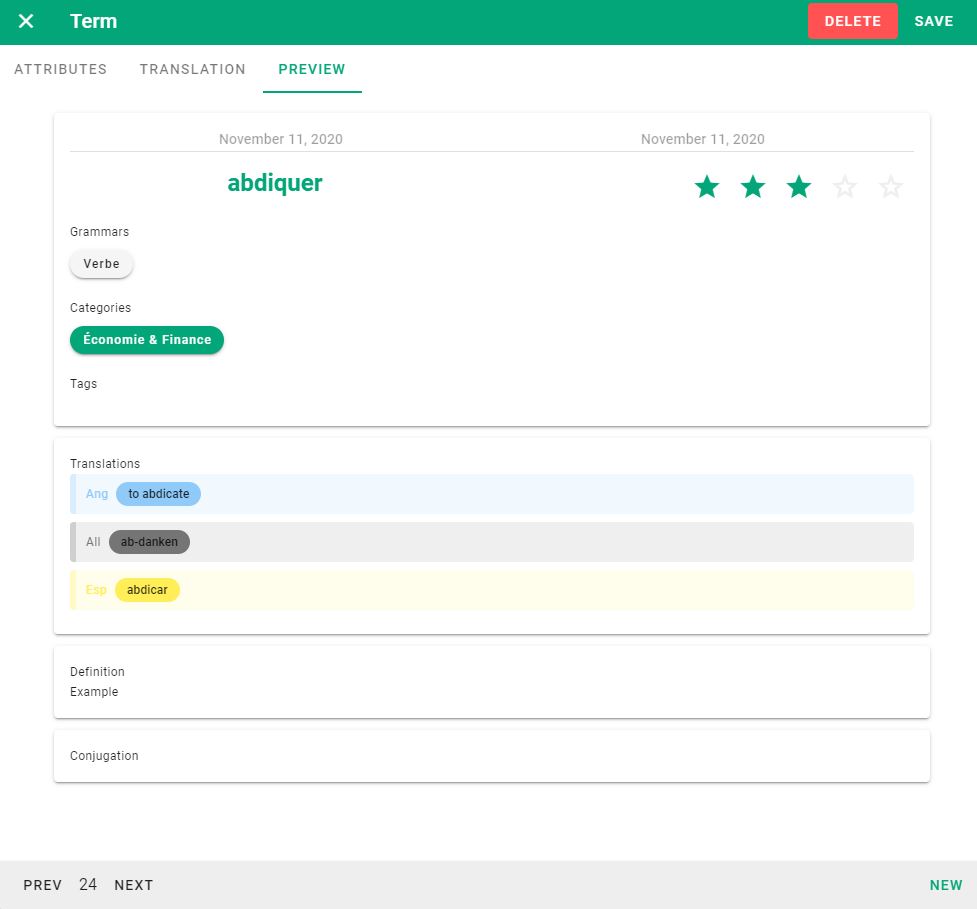 Term DELETE SAVE
ATTRIBUTES TRANSLATION PREVIEW
November 11, 2020 November 11, 2020
abdiquer
Grammars
Verbe
Categories
Économie & Finance
Tags
Translations
Ang to abdicate
All ab-danken
Esp abdicar
Definition
Example
Conjugation
PREV 24 NEXT NEW